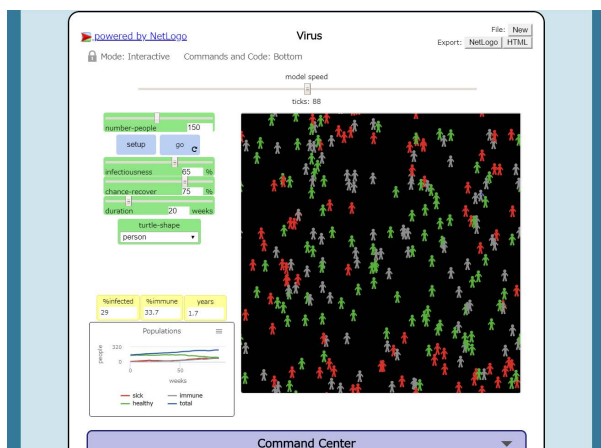 powered by NetLogo
Virus
File: New
Export: NetLogo HTML
Mode: Interactive
Commands and Code: Bottom
model speed
ticks: 88
number-people 150
setup
go
infectiousness 65 %
chance-recover 75 %
duration 20 weeks
turtle-shape
person
%infected %immune years
29 33.7 1.7
Populations
people
320
0
0 50
weeks
sick immune
healthy total
Command Center